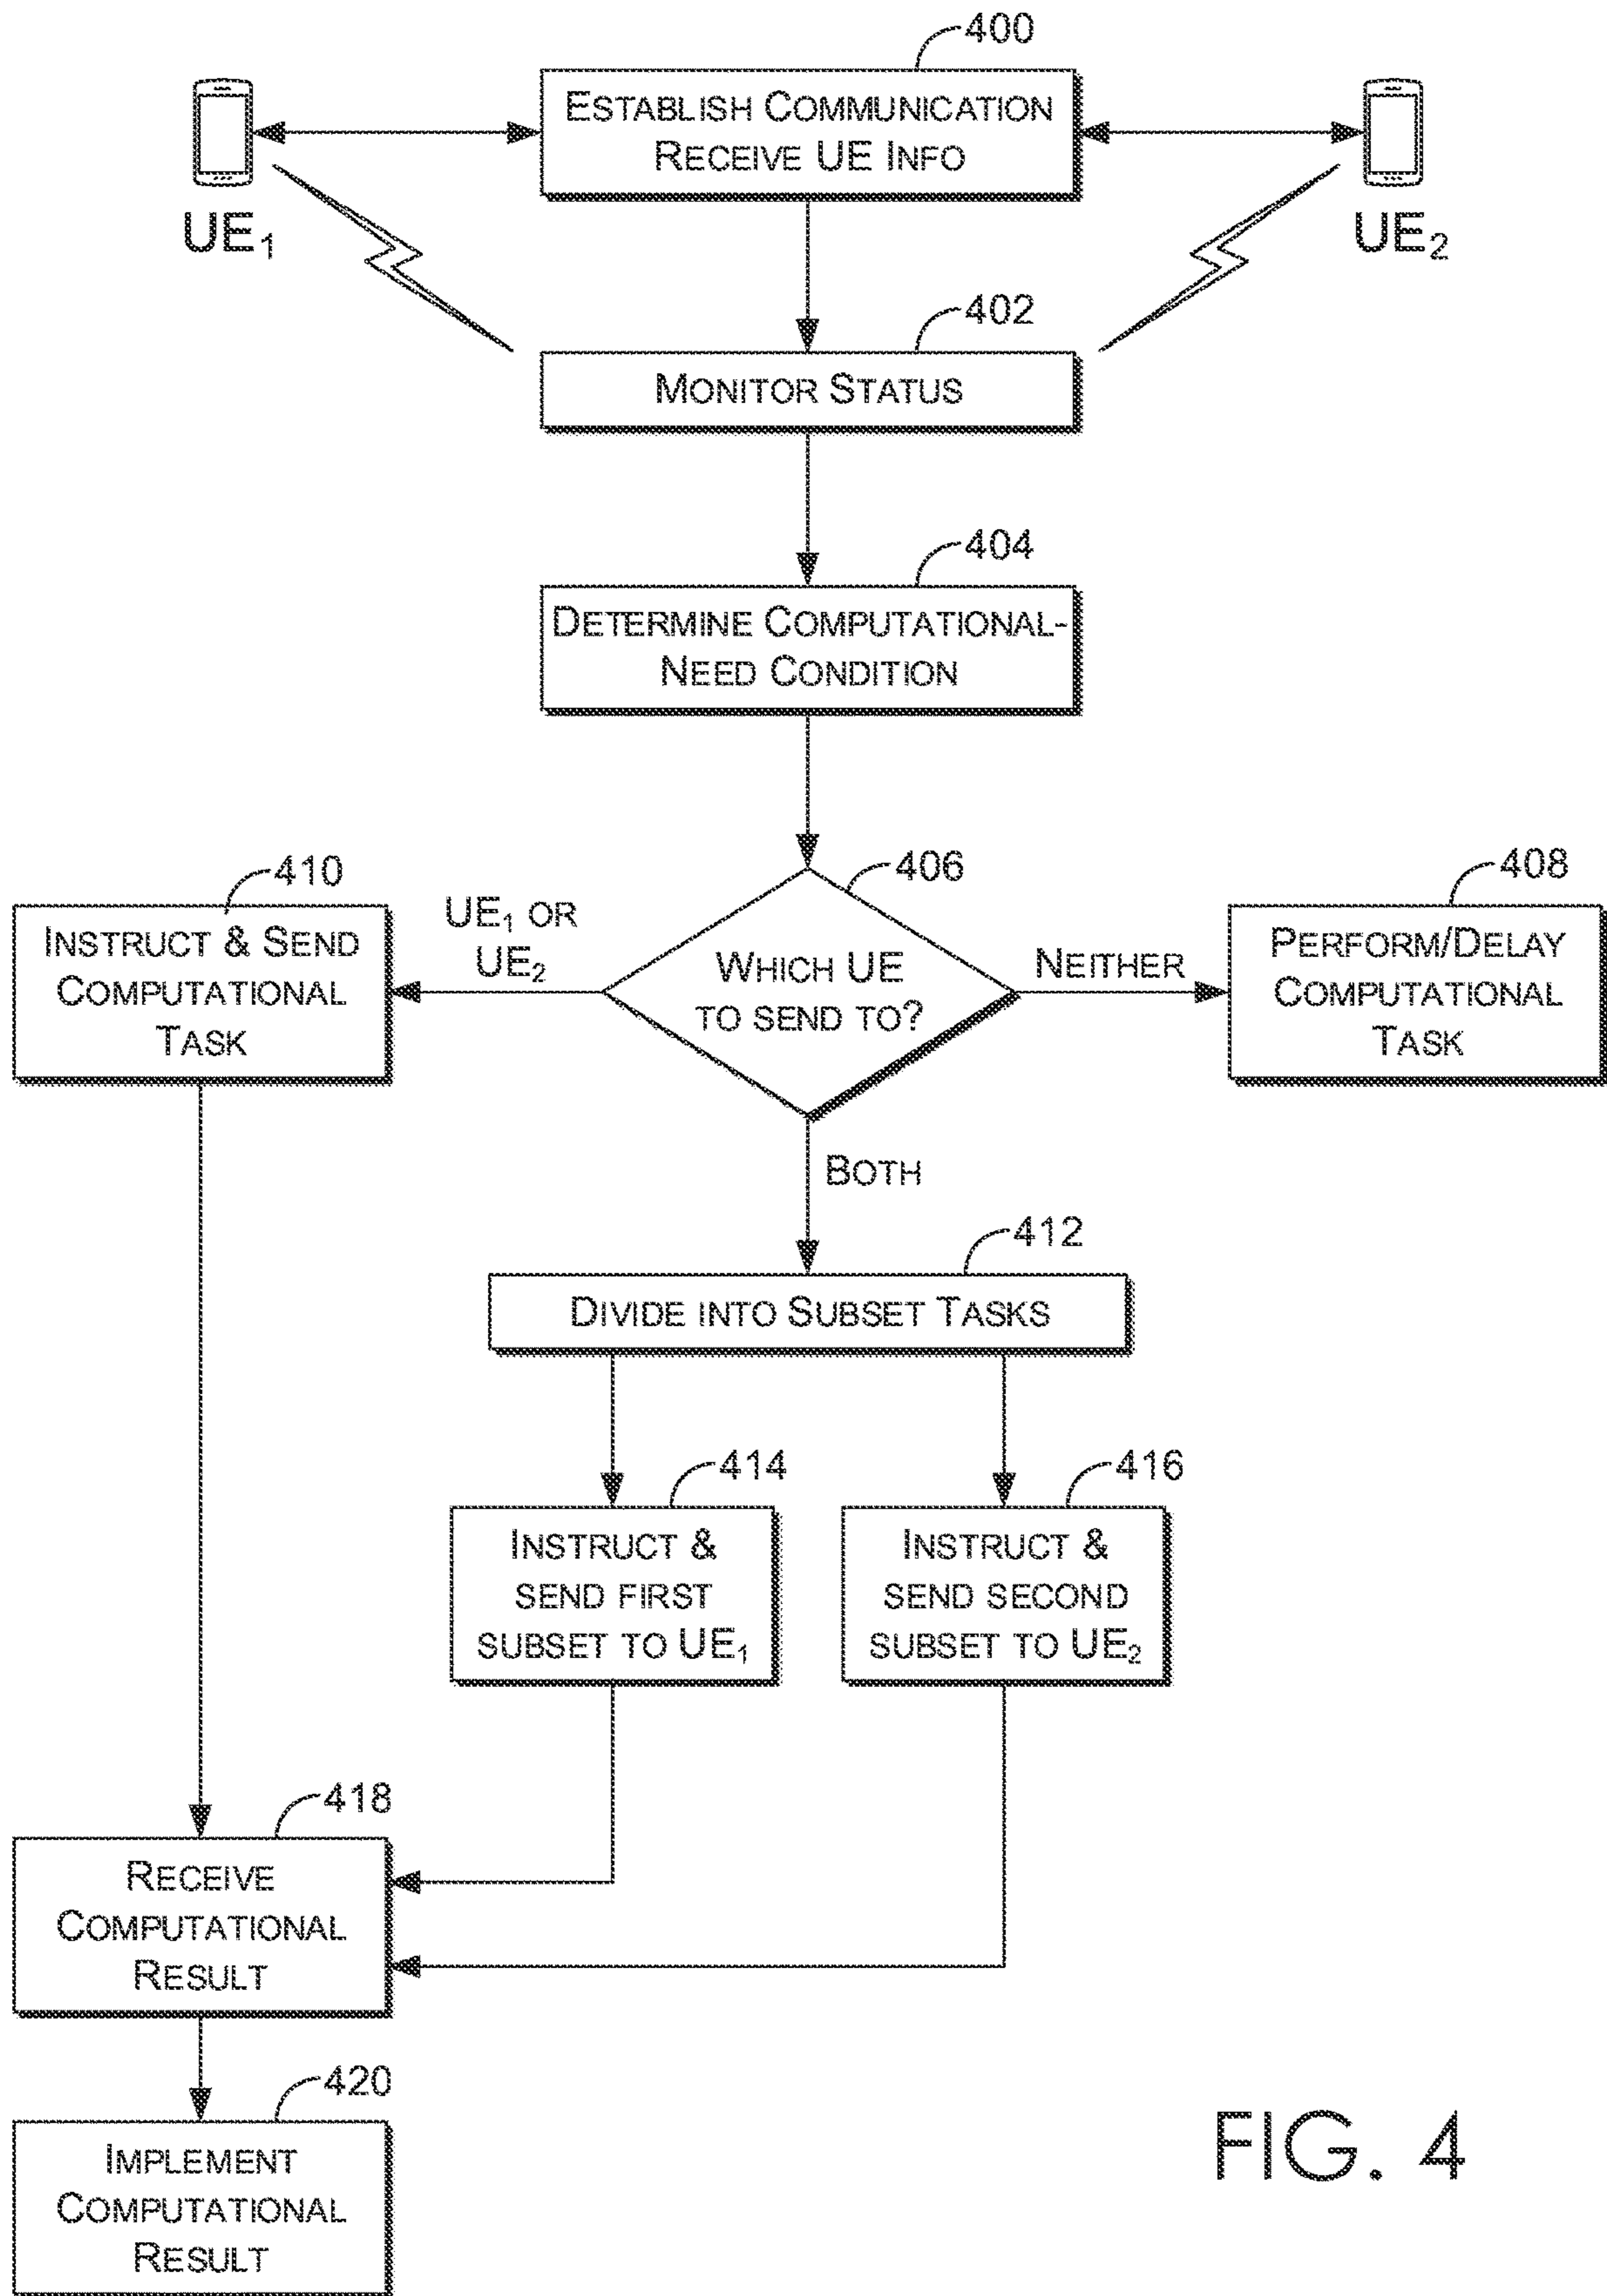 400
ESTABLISH COMMUNICATION
RECEIVE UE INFO
UE₁
UE₂
402
MONITOR STATUS
404
DETERMINE COMPUTATIONAL-
NEED CONDITION
406
WHICH UE
TO SEND TO?
UE₁ OR
UE₂
NEITHER
BOTH
410
INSTRUCT & SEND
COMPUTATIONAL
TASK
408
PERFORM/DELAY
COMPUTATIONAL
TASK
412
DIVIDE INTO SUBSET TASKS
414
INSTRUCT &
SEND FIRST
SUBSET TO UE₁
416
INSTRUCT &
SEND SECOND
SUBSET TO UE₂
418
RECEIVE
COMPUTATIONAL
RESULT
420
IMPLEMENT
COMPUTATIONAL
RESULT
FIG. 4